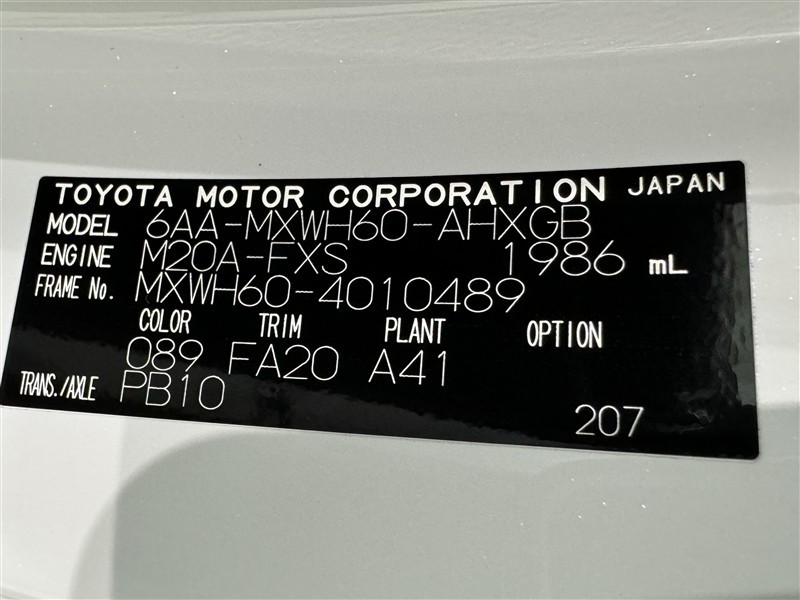 TOYOTA MOTOR CORPORATION JAPAN
MODEL 6AA-MXWH60-AHXGB
ENGINE M20A-FXS 1986 mL
FRAME No. MXWH60-4010489
COLOR TRIM PLANT OPTION
089 FA20 A41
TRANS./AXLE PB10
207